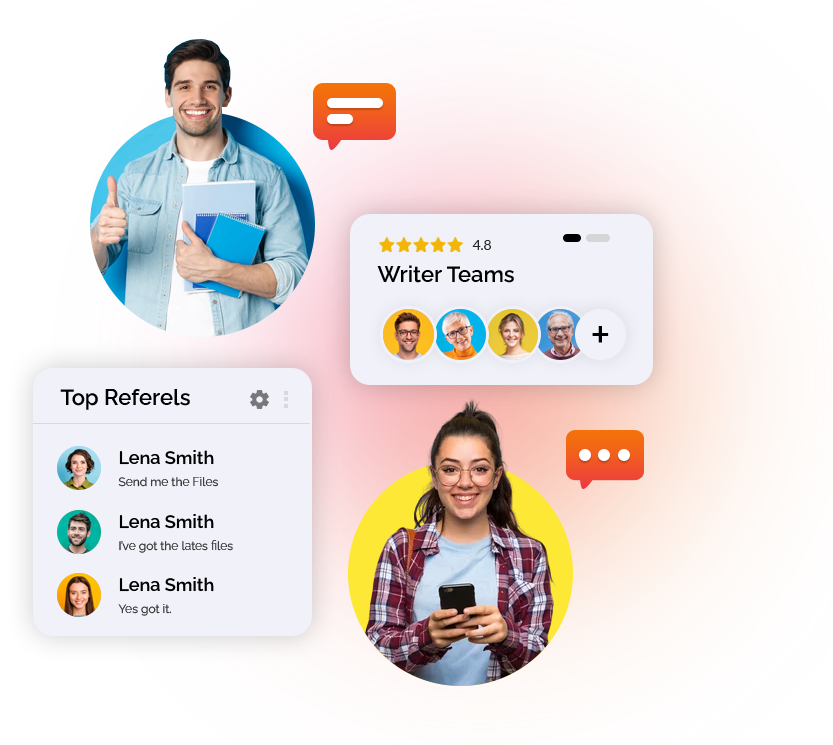 4.8
Writer Teams
Top Referels
Lena Smith
Send me the Files
Lena Smith
I've got the lates files
Lena Smith
Yes got it.